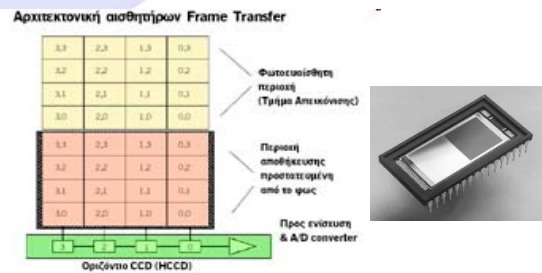 Αρχιτεκτονική αισθητήρων Frame Transfer
3,3 2,3 1,3 0,3
3,2 2,2 1,2 0,2
3,1 2,1 1,1 0,1
3,0 2,0 1,0 0,0
Φωτοευαίσθητη
περιοχή
(Τμήμα Απεικόνισης)
3,3 2,3 1,3 0,3
3,2 2,2 1,2 0,2
3,1 2,1 1,1 0,1
3,0 2,0 1,0 0,0
Περιοχή
αποθήκευσης
προστατευμένη
από το φως
3 2 1 0
Προς ενίσχυση
& A/D converter
Οριζόντιο CCD (HCCD)